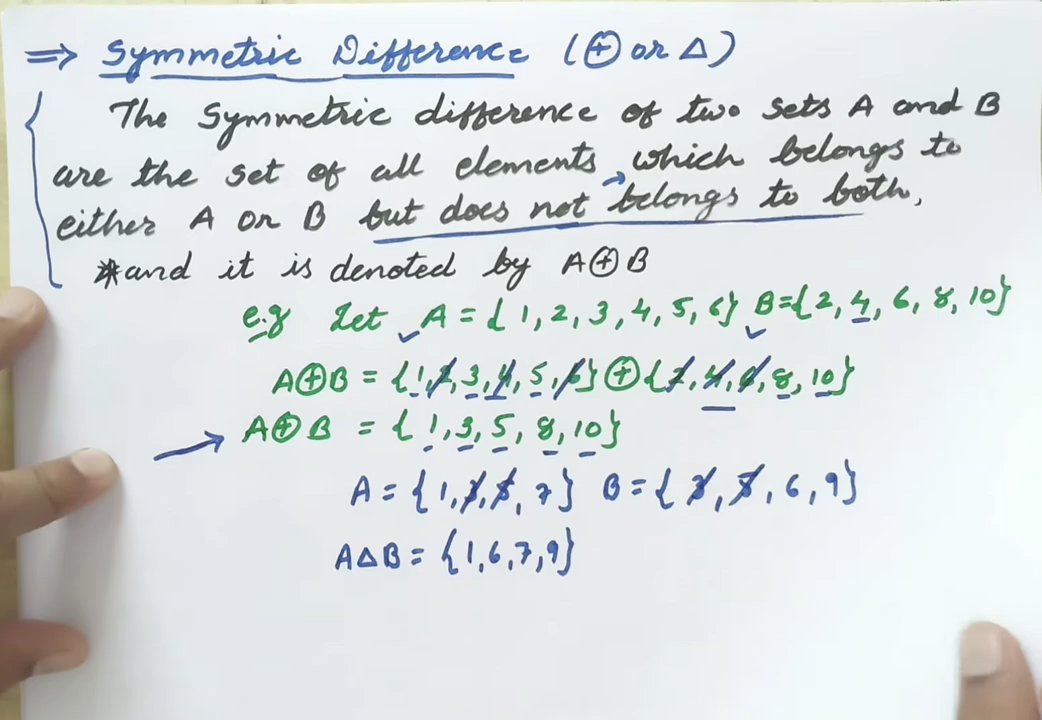 ⇒ Symmetric Difference (⊕ or Δ)
The Symmetric difference of two sets A and B
are the set of all elements which belongs to
either A or B but does not belongs to both,
and it is denoted by A⊕B
e.g Let A = {1, 2, 3, 4, 5, 6} B = {2, 4, 6, 8, 10}
A⊕B = {1, 2, 3, 4, 5, 6} ⊕ {2, 4, 6, 8, 10}
A⊕B = {1, 3, 5, 8, 10}
A = {1, 3, 5, 7} B = {3, 5, 6, 9}
AΔB = {1, 6, 7, 9}